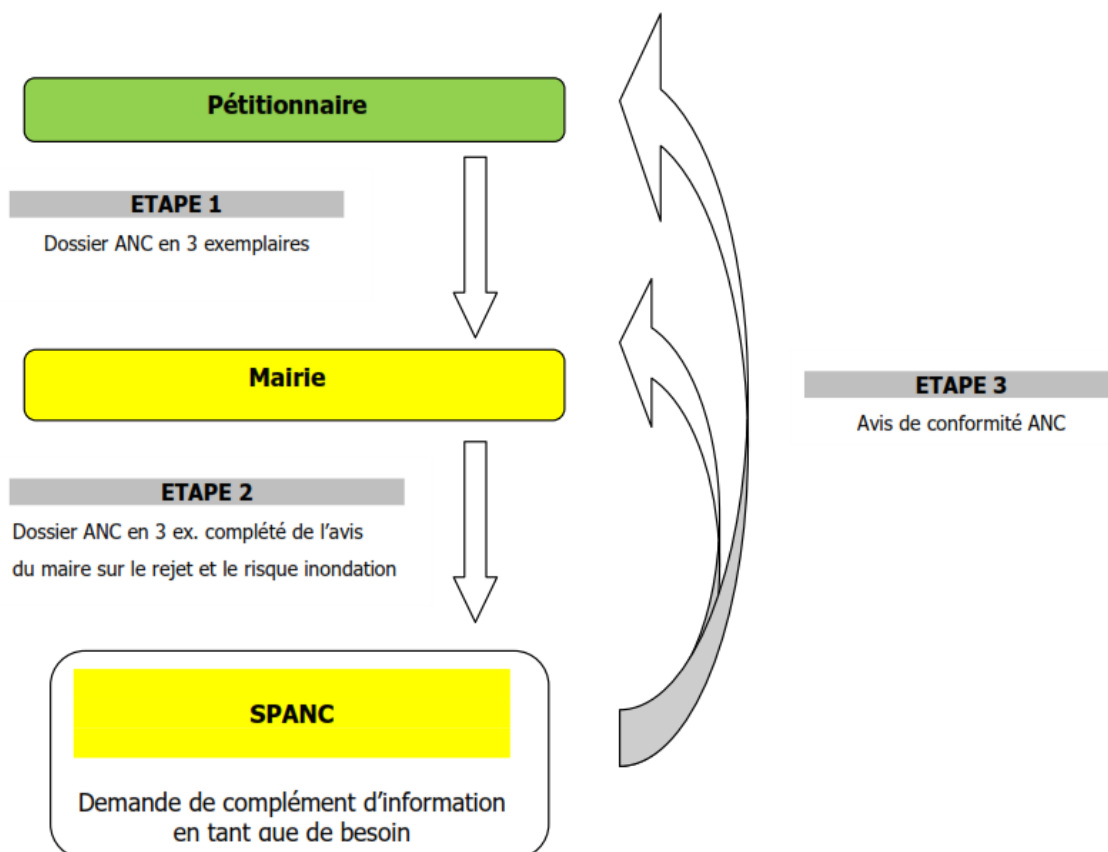 Pétitionnaire
ETAPE 1
Dossier ANC en 3 exemplaires
Mairie
ETAPE 3
Avis de conformité ANC
ETAPE 2
Dossier ANC en 3 ex. complété de l'avis
du maire sur le rejet et le risque inondation
SPANC
Demande de complément d'information
en tant que de besoin